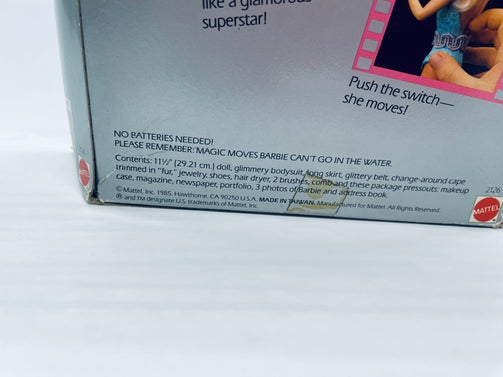 like a glamorous
superstar!
Push the switch—
she moves!
NO BATTERIES NEEDED!
PLEASE REMEMBER: MAGIC MOVES BARBIE CAN'T GO IN THE WATER.
Contents: 11½" (29.21 cm.) doll, glimmery bodysuit, long skirt, glittery belt, change-around cape
trimmed in "fur," jewelry, shoes, hair dryer, 2 brushes, comb and these package pressouts: makeup
case, magazine, newspaper, portfolio, 3 photos of Barbie and address book.
© Mattel, Inc. 1985. Hawthorne, CA 90250 U.S.A. MADE IN TAIWAN. Manufactured for Mattel. All Rights Reserved.
® and TM designate U.S. trademarks of Mattel, Inc.
2126
MATTEL